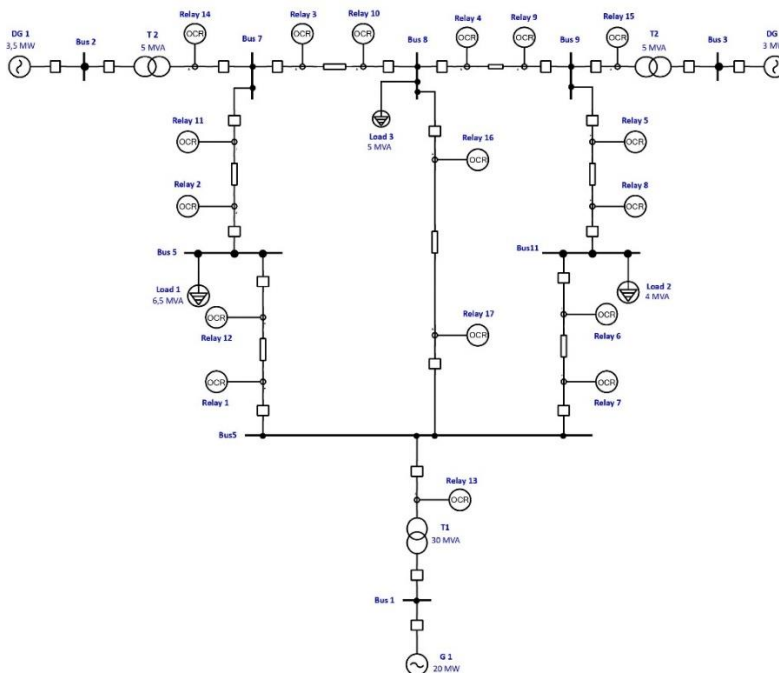 Relay 14
Relay 3
Relay 10
Relay 4
Relay 9
Relay 15
DG 1
3,5 MW
Bus 2
T 2
5 MVA
OCR
Bus 7
OCR
OCR
Bus 8
OCR
OCR
Bus 9
OCR
T2
5 MVA
Bus 3
DG
3 M
Relay 11
OCR
Load 3
5 MVA
Relay 16
OCR
Relay 5
OCR
Relay 2
OCR
Relay 8
OCR
Bus 5
Bus11
Load 1
6,5 MVA
Load 2
4 MVA
OCR
Relay 12
Relay 17
OCR
OCR
Relay 6
OCR
Relay 1
OCR
Relay 7
Bus5
Relay 13
OCR
T1
30 MVA
Bus 1
G 1
20 MW